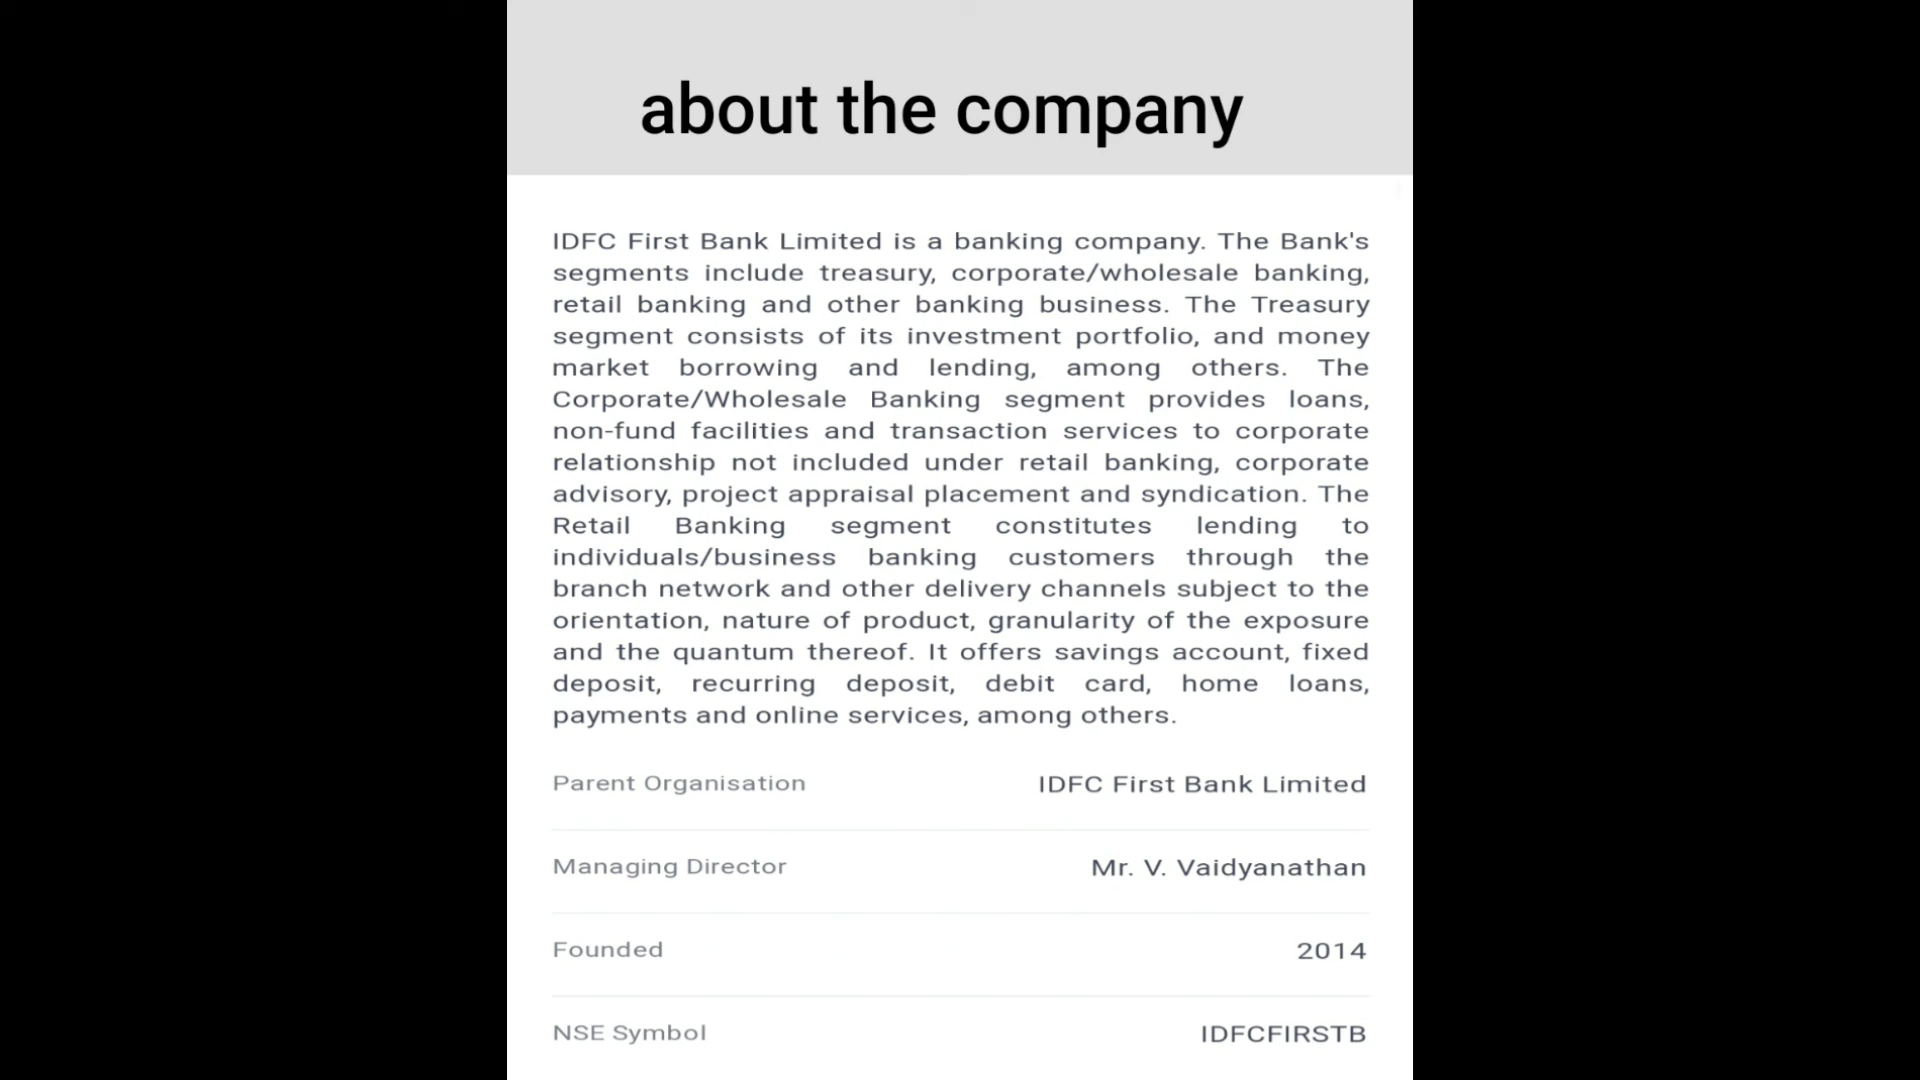 about the company
IDFC First Bank Limited is a banking company. The Bank's
segments include treasury, corporate/wholesale banking,
retail banking and other banking business. The Treasury
segment consists of its investment portfolio, and money
market borrowing and lending, among others. The
Corporate/Wholesale Banking segment provides loans,
non-fund facilities and transaction services to corporate
relationship not included under retail banking, corporate
advisory, project appraisal placement and syndication. The
Retail Banking segment constitutes lending to
individuals/business banking customers through the
branch network and other delivery channels subject to the
orientation, nature of product, granularity of the exposure
and the quantum thereof. It offers savings account, fixed
deposit, recurring deposit, debit card, home loans,
payments and online services, among others.
Parent Organisation IDFC First Bank Limited
Managing Director Mr. V. Vaidyanathan
Founded 2014
NSE Symbol IDFCFIRSTB